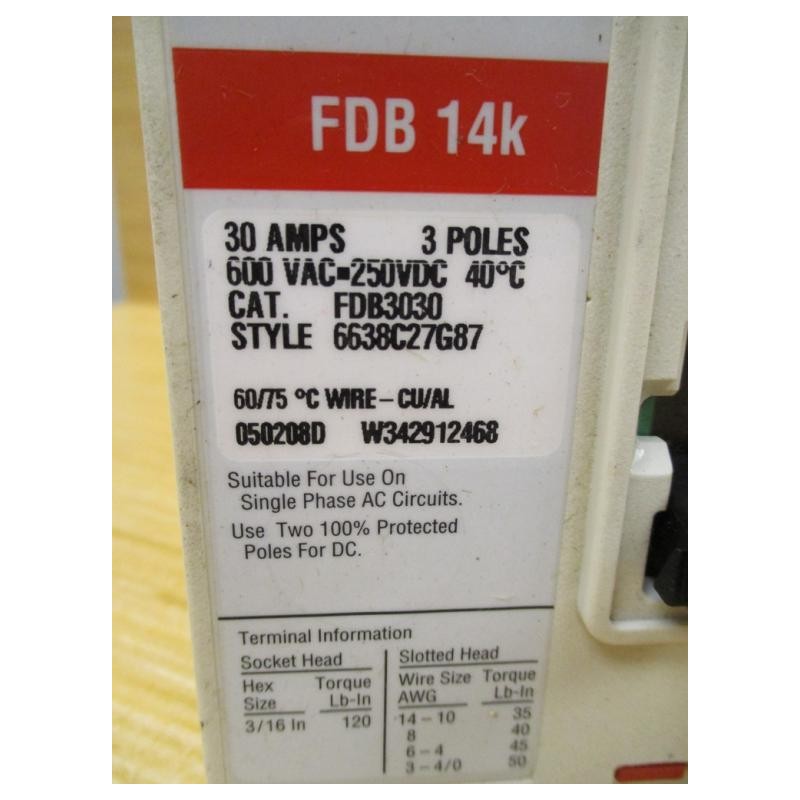 FDB 14k
30 AMPS 3 POLES
600 VAC▪250VDC 40°C
CAT. FDB3030
STYLE 6638C27G87
60/75 °C WIRE – CU/AL
050208D W342912468
Suitable For Use On
Single Phase AC Circuits.
Use Two 100% Protected
Poles For DC.
Terminal Information
Socket Head
Hex Torque
Size Lb-In
3/16 In 120
Slotted Head
Wire Size Torque
AWG Lb-In
14 – 10 35
8 40
6 – 4 45
3 – 4/0 50